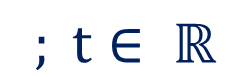 ; t ∈ ℝ